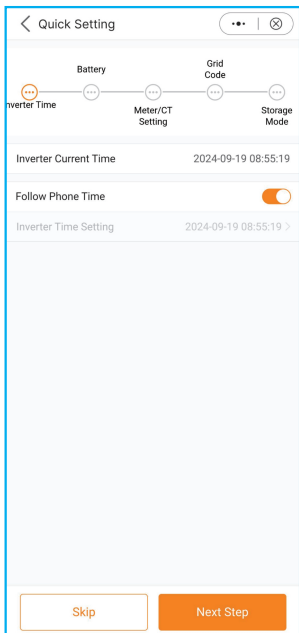 Quick Setting
Battery
Grid
Code
nverter Time
Meter/CT
Setting
Storage
Mode
Inverter Current Time 2024-09-19 08:55:19
Follow Phone Time
Inverter Time Setting 2024-09-19 08:55:19
Skip
Next Step